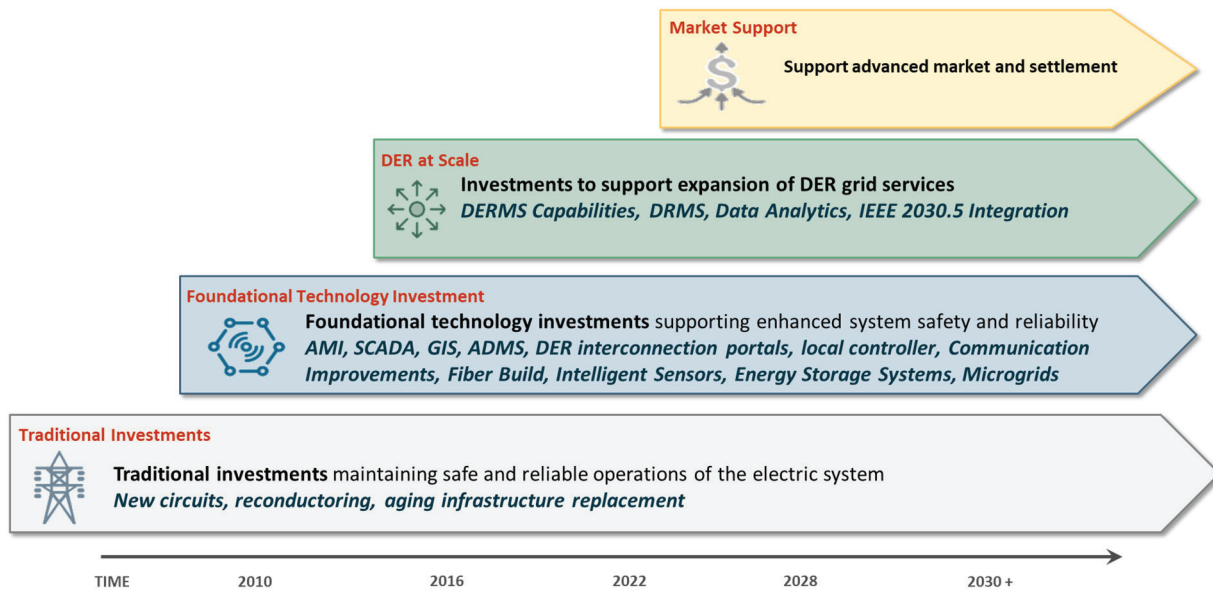 Market Support
$
Support advanced market and settlement
DER at Scale
Investments to support expansion of DER grid services
DERMS Capabilities, DRMS, Data Analytics, IEEE 2030.5 Integration
Foundational Technology Investment
Foundational technology investments supporting enhanced system safety and reliability
AMI, SCADA, GIS, ADMS, DER interconnection portals, local controller, Communication
Improvements, Fiber Build, Intelligent Sensors, Energy Storage Systems, Microgrids
Traditional Investments
Traditional investments maintaining safe and reliable operations of the electric system
New circuits, reconductoring, aging infrastructure replacement
TIME 2010 2016 2022 2028 2030 +